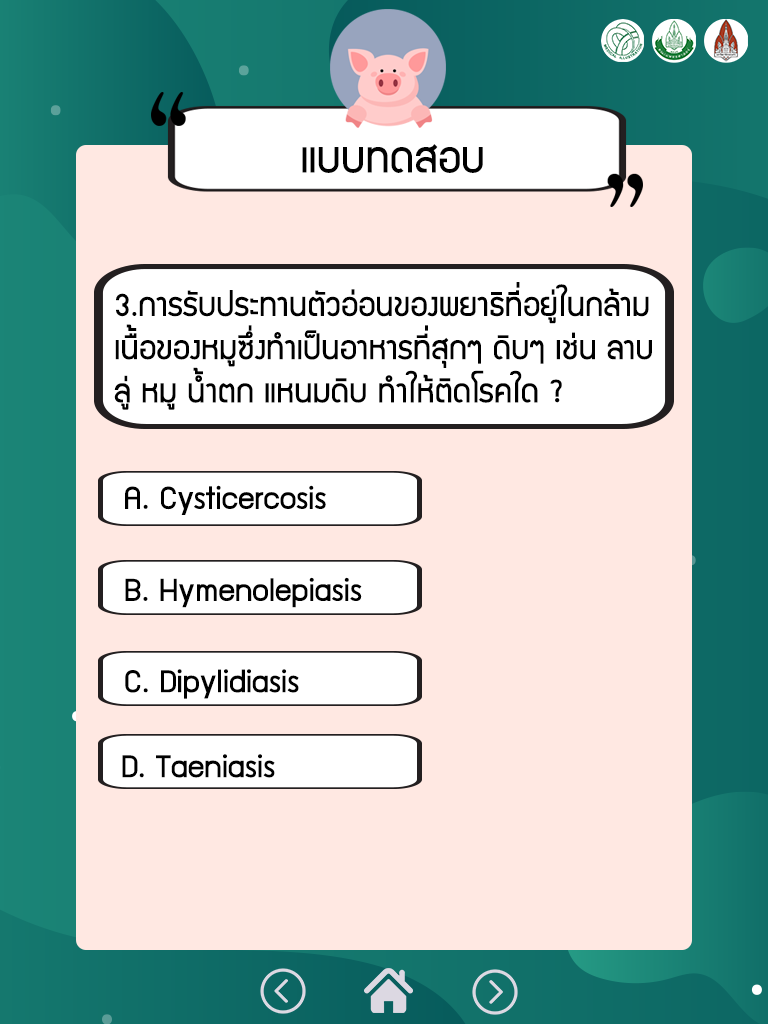 “
แบบทดสอบ
”
3.การรับประทานตัวอ่อนของพยาธิที่อยู่ในกล้าม
เนื้อของหมูซึ่งทำเป็นอาหารที่สุกๆ ดิบๆ เช่น ลาบ
ลู่ หมู น้ำตก แหนมดิบ ทำให้ติดโรคใด ?
A. Cysticercosis
B. Hymenolepiasis
C. Dipylidiasis
D. Taeniasis